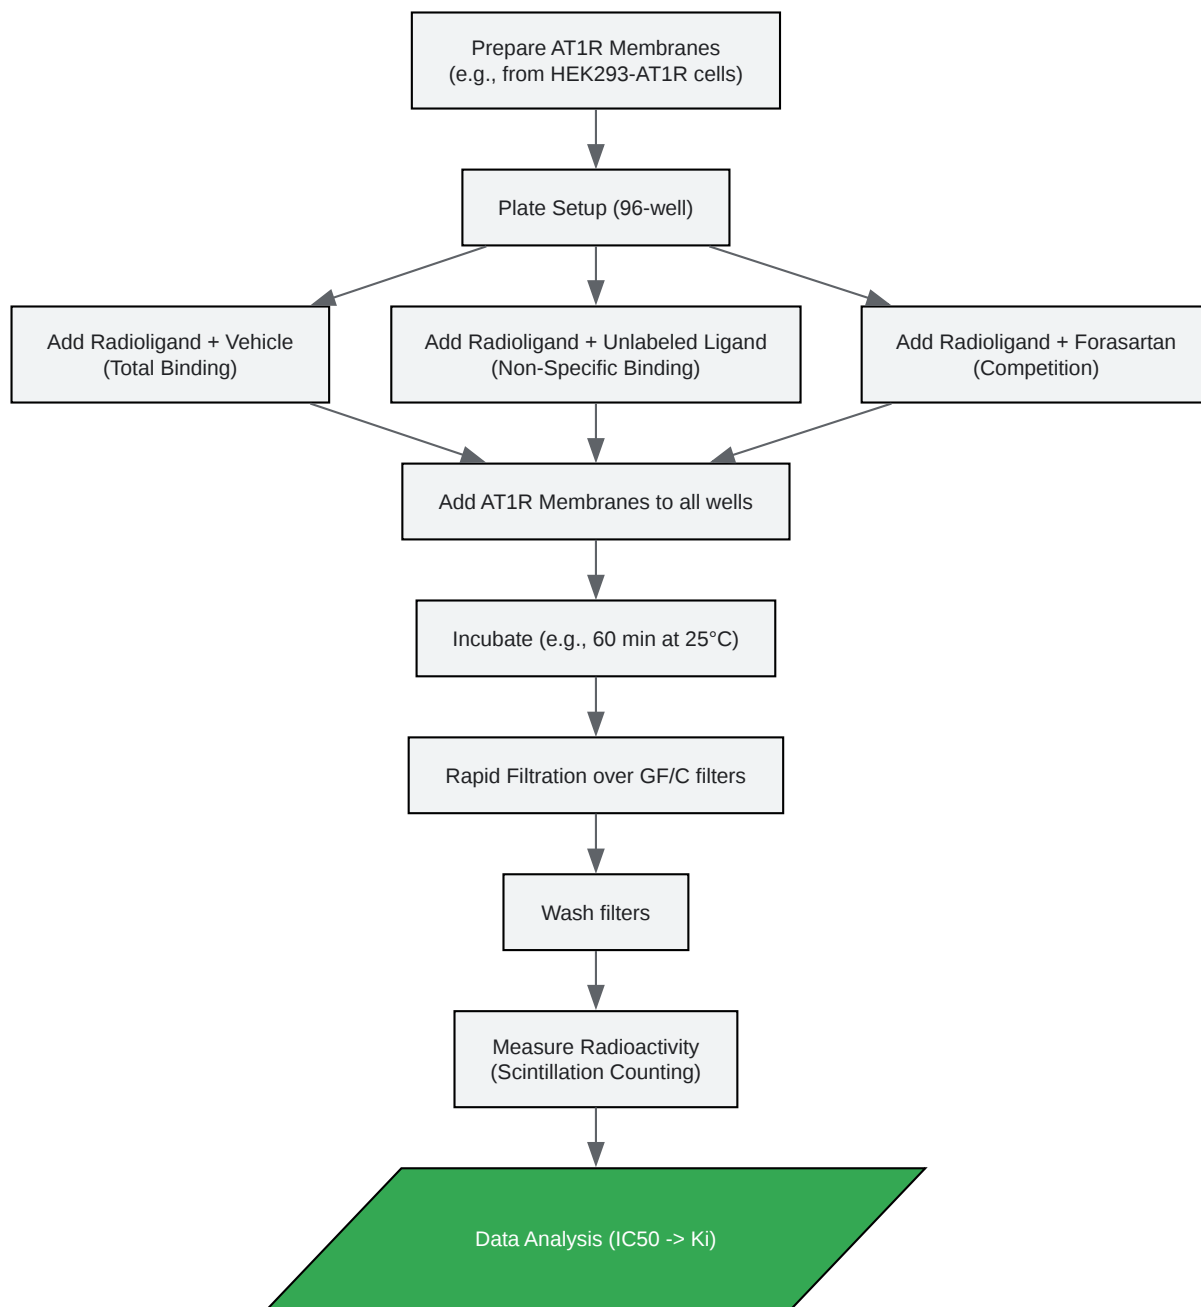 Prepare AT1R Membranes
(e.g., from HEK293-AT1R cells)
Plate Setup (96-well)
Add Radioligand + Vehicle
(Total Binding)
Add Radioligand + Unlabeled Ligand
(Non-Specific Binding)
Add Radioligand + Forasartan
(Competition)
Add AT1R Membranes to all wells
Incubate (e.g., 60 min at 25°C)
Rapid Filtration over GF/C filters
Wash filters
Measure Radioactivity
(Scintillation Counting)
Data Analysis (IC50 -> Ki)